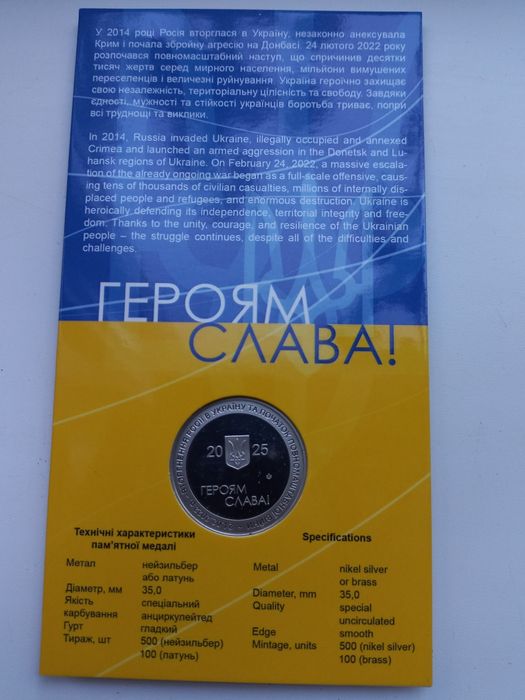 У 2014 році Росія вторглася в Україну, незаконно анексувала
Крим і почала збройну агресію на Донбасі. 24 лютого 2022 року
розпочався повномасштабний наступ, що спричинив десятки
тисяч жертв серед мирного населення, мільйони вимушених
переселенців і величезні руйнування. Україна героїчно захищає
свою незалежність, територіальну цілісність та свободу. Завдяки
єдності, мужності та стійкості українців боротьба триває, попри
всі труднощі та виклики.
In 2014, Russia invaded Ukraine, illegally occupied and annexed
Crimea and launched an armed aggression in the Donetsk and Lu-
hansk regions of Ukraine. On February 24, 2022, a massive escala-
tion of the already ongoing war began as a full-scale offensive, caus-
ing tens of thousands of civilian casualties, millions of internally dis-
placed people and refugees, and enormous destruction. Ukraine is
heroically defending its independence, territorial integrity and free-
dom. Thanks to the unity, courage, and resilience of the Ukrainian
people – the struggle continues, despite all of the difficulties and
challenges.
ГЕРОЯМ
СЛАВА!
РОСІЇ В УКРАЇНУ ТА ПОЧАТОК
20 25
ГЕРОЯМ
СЛАВА!
Технічні характеристики
пам'ятної медалі
Метал нейзильбер
або латунь
Діаметр, мм 35,0
Якість спеціальний
карбування анциркулейтед
Гурт гладкий
Тираж, шт 500 (нейзильбер)
100 (латунь)
Specifications
Metal nikel silver
or brass
Diameter, mm 35,0
Quality special
uncirculated
Edge smooth
Mintage, units 500 (nikel silver)
100 (brass)